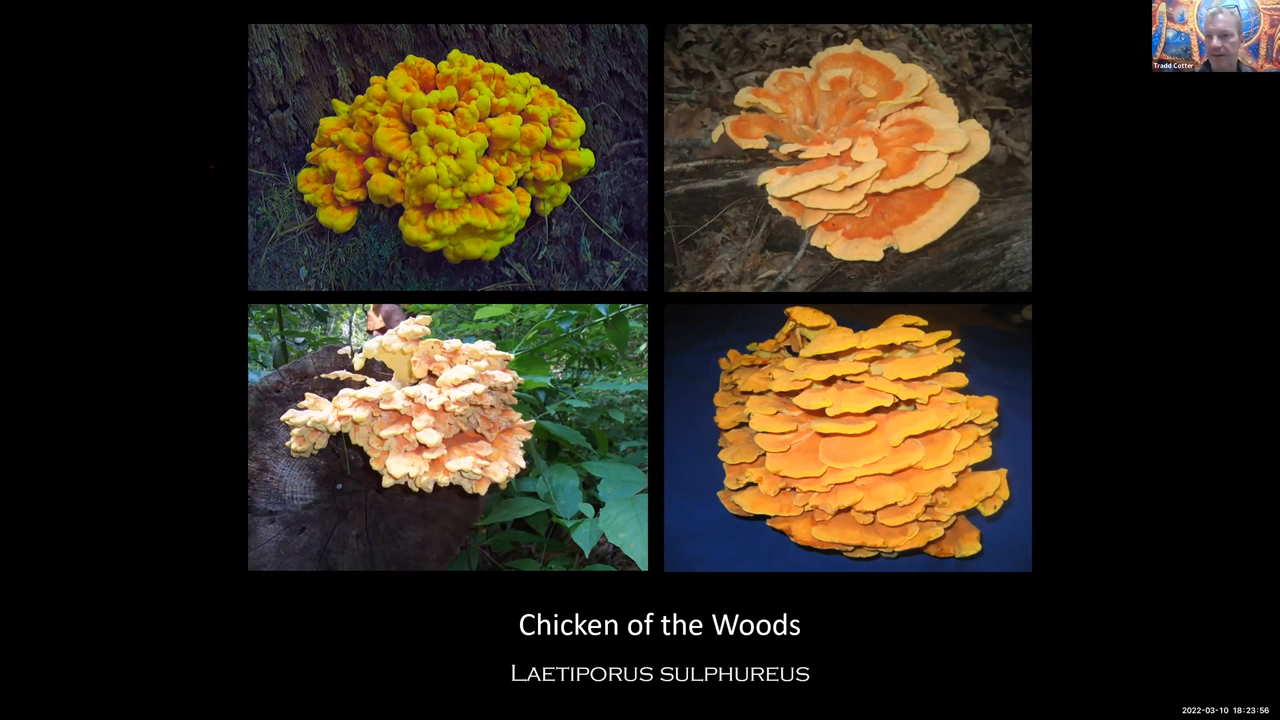 Tradd Cotter
Chicken of the Woods
LAETIPORUS SULPHUREUS
2022-03-10 18:23:56